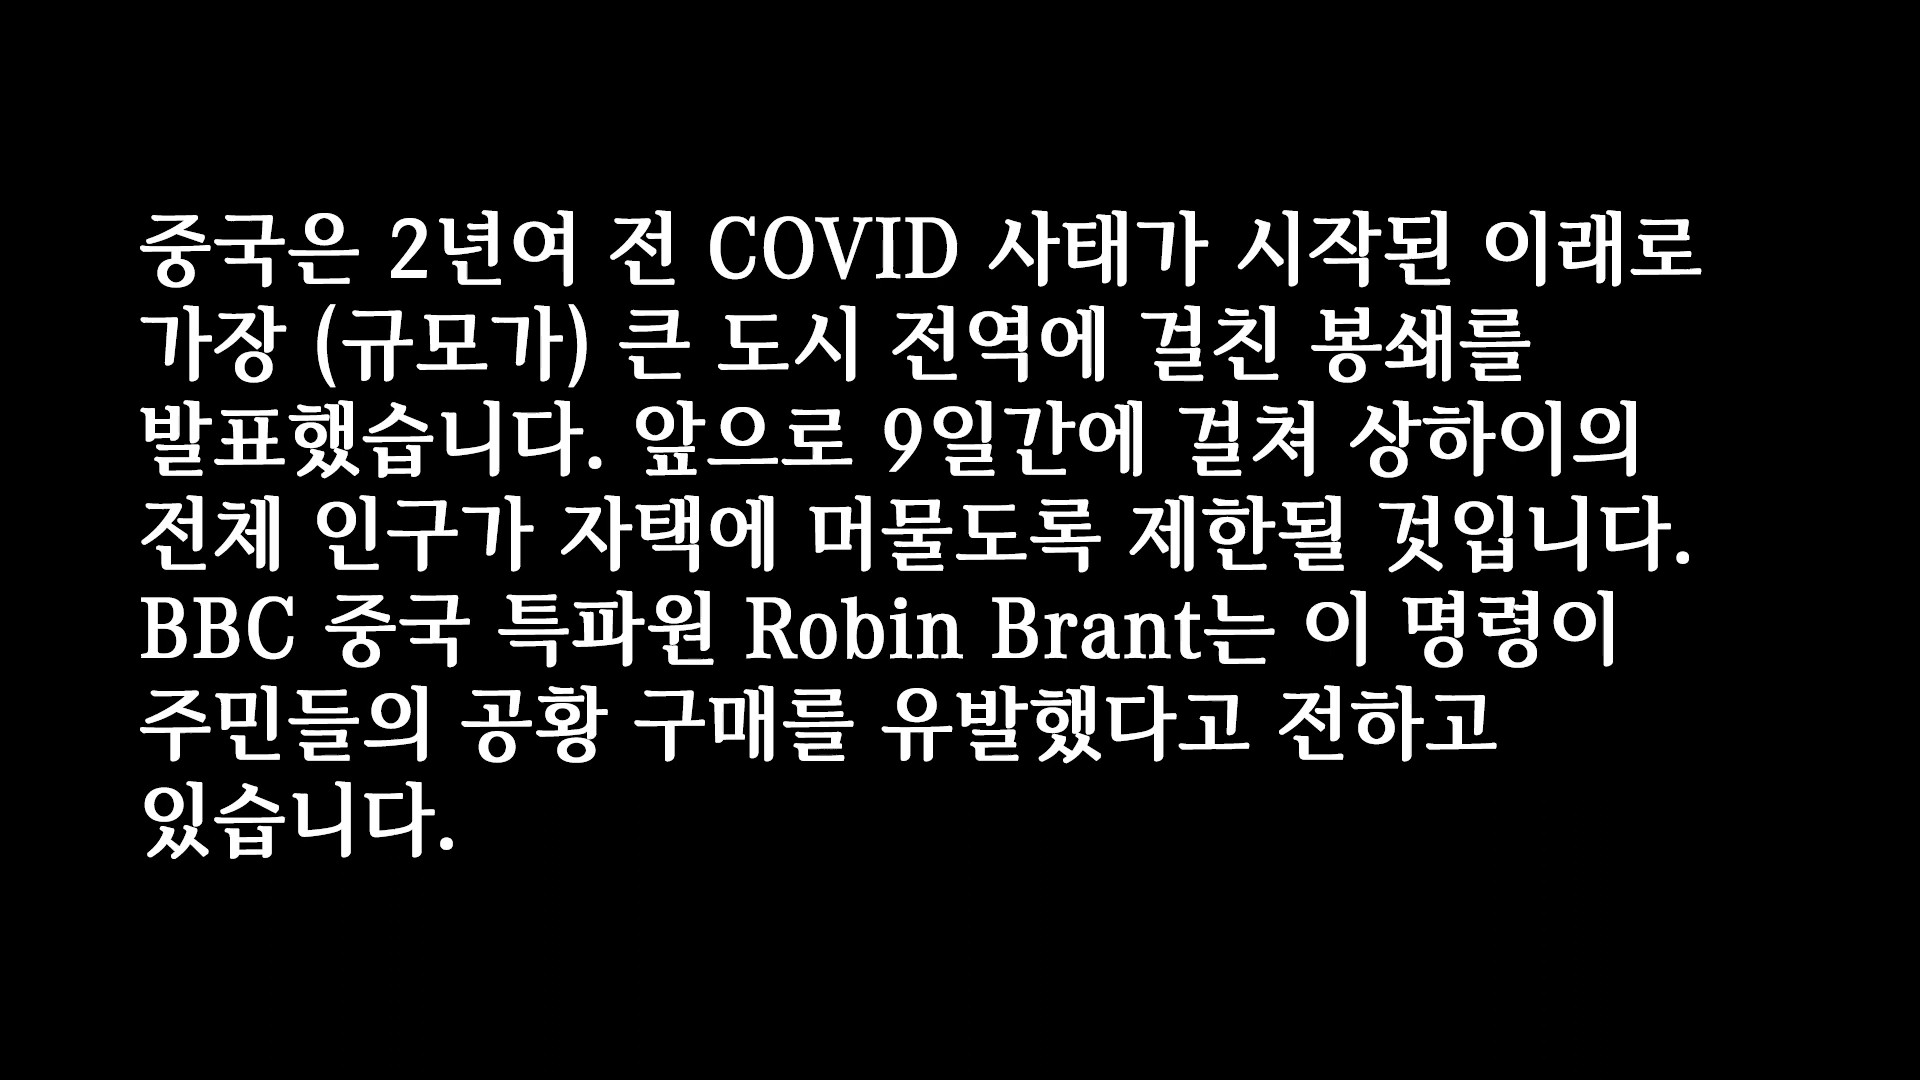 중국은 2년여 전 COVID 사태가 시작된 이래로
가장 (규모가) 큰 도시 전역에 걸친 봉쇄를
발표했습니다. 앞으로 9일간에 걸쳐 상하이의
전체 인구가 자택에 머물도록 제한될 것입니다.
BBC 중국 특파원 Robin Brant는 이 명령이
주민들의 공황 구매를 유발했다고 전하고
있습니다.